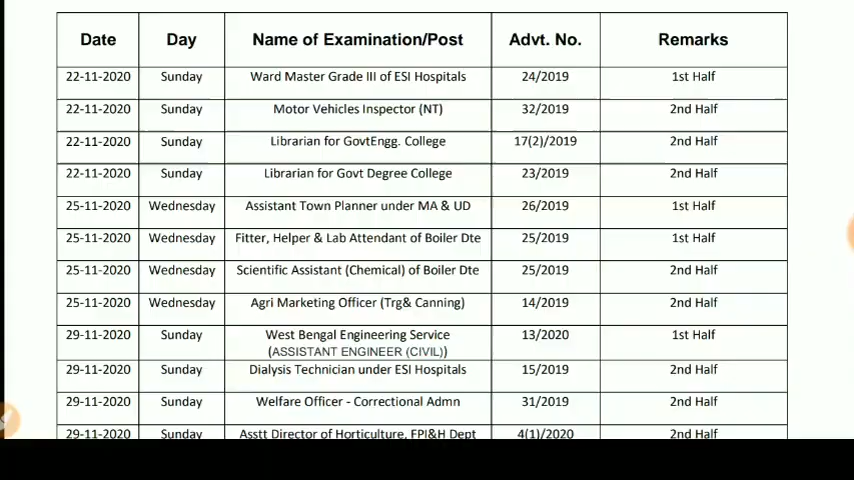 Date Day Name of Examination/Post Advt. No. Remarks
22-11-2020 Sunday Ward Master Grade III of ESI Hospitals 24/2019 1st Half
22-11-2020 Sunday Motor Vehicles Inspector (NT) 32/2019 2nd Half
22-11-2020 Sunday Librarian for GovtEngg. College 17(2)/2019 2nd Half
22-11-2020 Sunday Librarian for Govt Degree College 23/2019 2nd Half
25-11-2020 Wednesday Assistant Town Planner under MA & UD 26/2019 1st Half
25-11-2020 Wednesday Fitter, Helper & Lab Attendant of Boiler Dte 25/2019 1st Half
25-11-2020 Wednesday Scientific Assistant (Chemical) of Boiler Dte 25/2019 2nd Half
25-11-2020 Wednesday Agri Marketing Officer (Trg& Canning) 14/2019 2nd Half
29-11-2020 Sunday West Bengal Engineering Service 13/2020 1st Half
(ASSISTANT ENGINEER (CIVIL))
29-11-2020 Sunday Dialysis Technician under ESI Hospitals 15/2019 2nd Half
29-11-2020 Sunday Welfare Officer - Correctional Admn 31/2019 2nd Half
29-11-2020 Sunday Asstt Director of Horticulture, FPI&H Dept 4(1)/2020 2nd Half